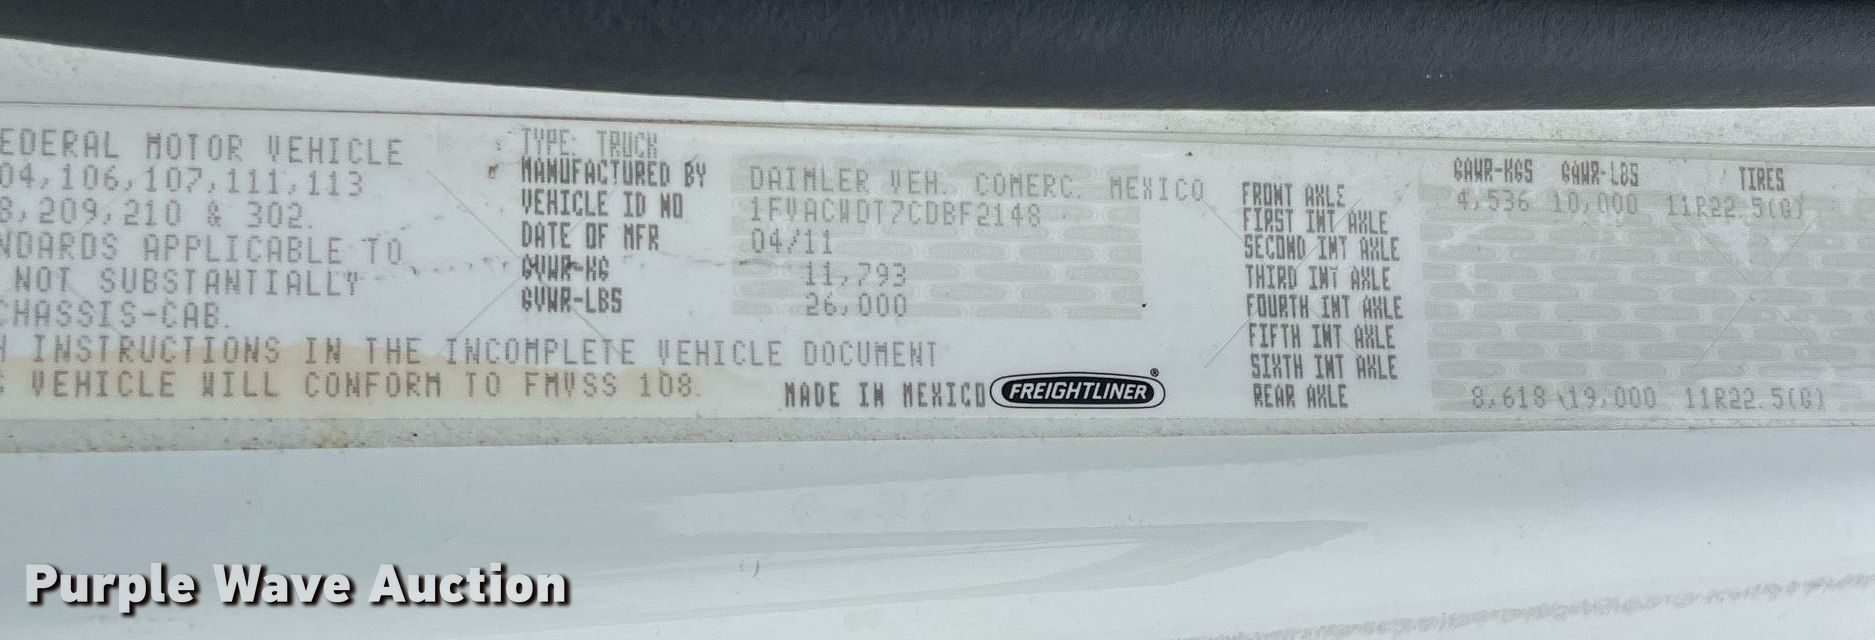 EDERAL MOTOR VEHICLE
04,106,107,111,113
8,209,210 & 302.
NDARDS APPLICABLE TO
NOT SUBSTANTIALLY
CHASSIS-CAB.
H INSTRUCTIONS IN THE INCOMPLETE VEHICLE DOCUMENT
S VEHICLE WILL CONFORM TO FMVSS 108.
TYPE: TRUCK
MANUFACTURED BY DAIMLER VEH. COMERC. MEXICO
VEHICLE ID NO 1FVACWDT7CDBF2148
DATE OF MFR 04/11
GVWR-KG 11,793
GVWR-LBS 26,000
MADE IN MEXICO FREIGHTLINER®
GAWR-KGS GAWR-LBS TIRES
FRONT AXLE 4,536 10,000 11R22.5(G)
FIRST INT AXLE
SECOND INT AXLE
THIRD INT AXLE
FOURTH INT AXLE
FIFTH INT AXLE
SIXTH INT AXLE
REAR AXLE 8,618 19,000 11R22.5(G)
Purple Wave Auction